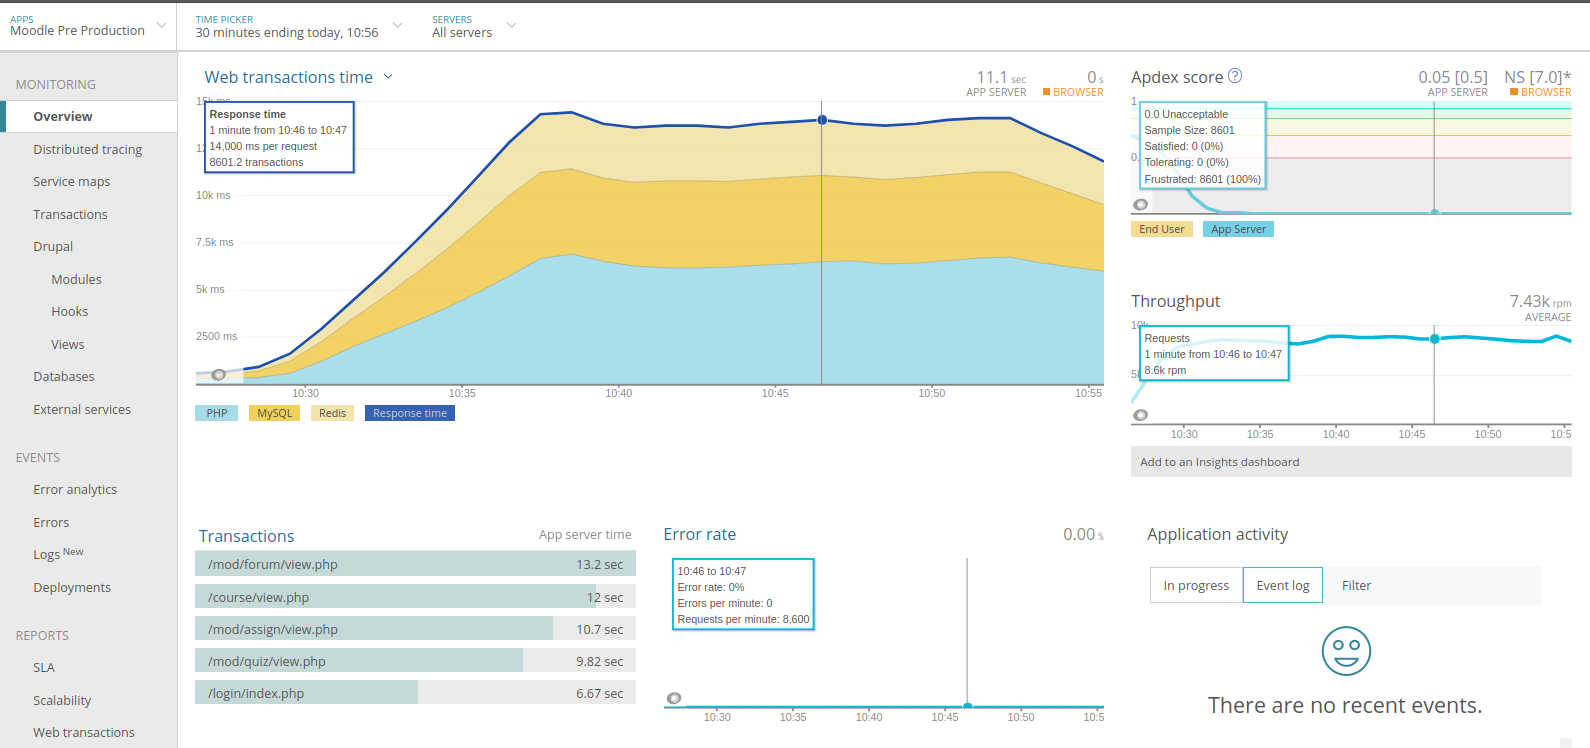 APPS
Moodle Pre Production
TIME PICKER
30 minutes ending today, 10:56
SERVERS
All servers
MONITORING
Overview
Distributed tracing
Service maps
Transactions
Drupal
Modules
Hooks
Views
Databases
External services
EVENTS
Error analytics
Errors
Logs New
Deployments
REPORTS
SLA
Scalability
Web transactions
Web transactions time
11.1 sec
APP SERVER
0 s
BROWSER
Response time
1 minute from 10:46 to 10:47
14,000 ms per request
8601.2 transactions
10k ms
7.5k ms
5k ms
2500 ms
10:30 10:35 10:40 10:45 10:50 10:55
PHP MySQL Redis Response time
Apdex score ?
0.05 [0.5]
APP SERVER
NS [7.0]*
BROWSER
1
0.
0.0 Unacceptable
Sample Size: 8601
Satisfied: 0 (0%)
Tolerating: 0 (0%)
Frustrated: 8601 (100%)
End User App Server
Throughput
7.43k rpm
AVERAGE
Requests
1 minute from 10:46 to 10:47
8.6k rpm
10:30 10:35 10:40 10:45 10:50 10:5
Add to an Insights dashboard
Transactions
App server time
/mod/forum/view.php 13.2 sec
/course/view.php 12 sec
/mod/assign/view.php 10.7 sec
/mod/quiz/view.php 9.82 sec
/login/index.php 6.67 sec
Error rate
0.00 %
10:46 to 10:47
Error rate: 0%
Errors per minute: 0
Requests per minute: 8,600
10:30 10:35 10:40 10:45 10:50 10:5
Application activity
In progress Event log Filter
There are no recent events.